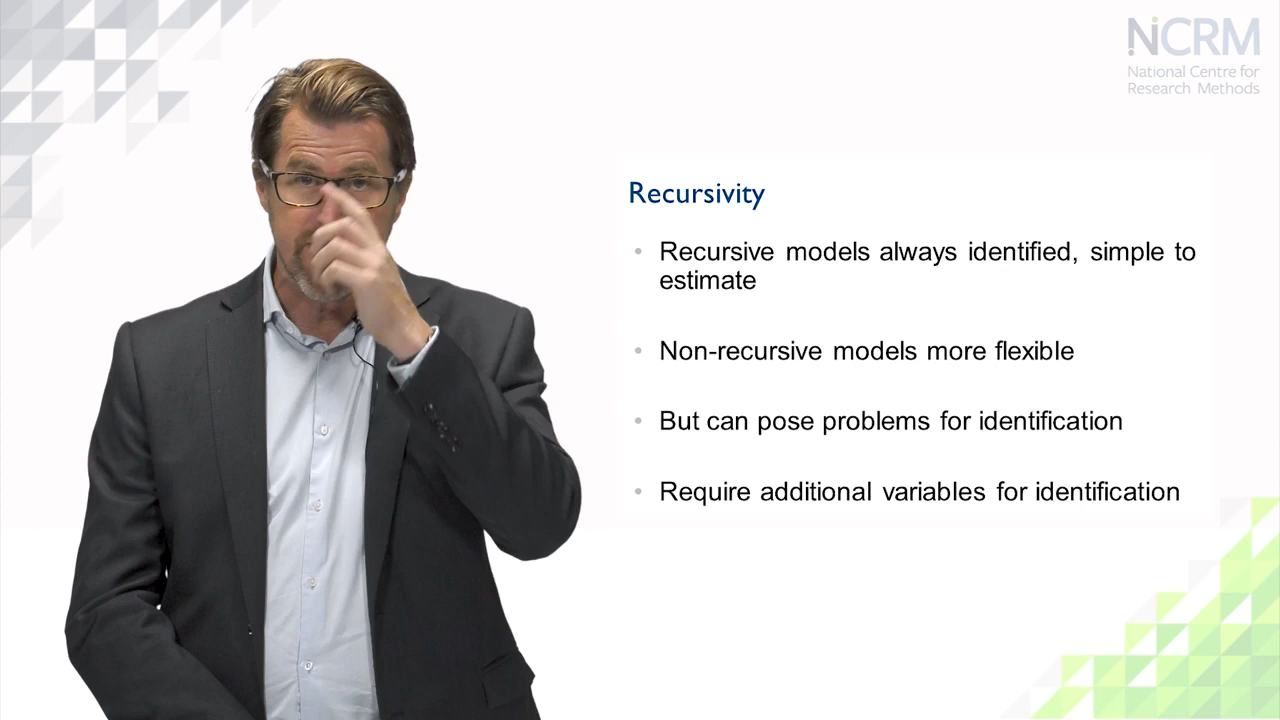 NCRM
National Centre for
Research Methods
Recursivity
• Recursive models always identified, simple to
estimate
• Non-recursive models more flexible
• But can pose problems for identification
• Require additional variables for identification